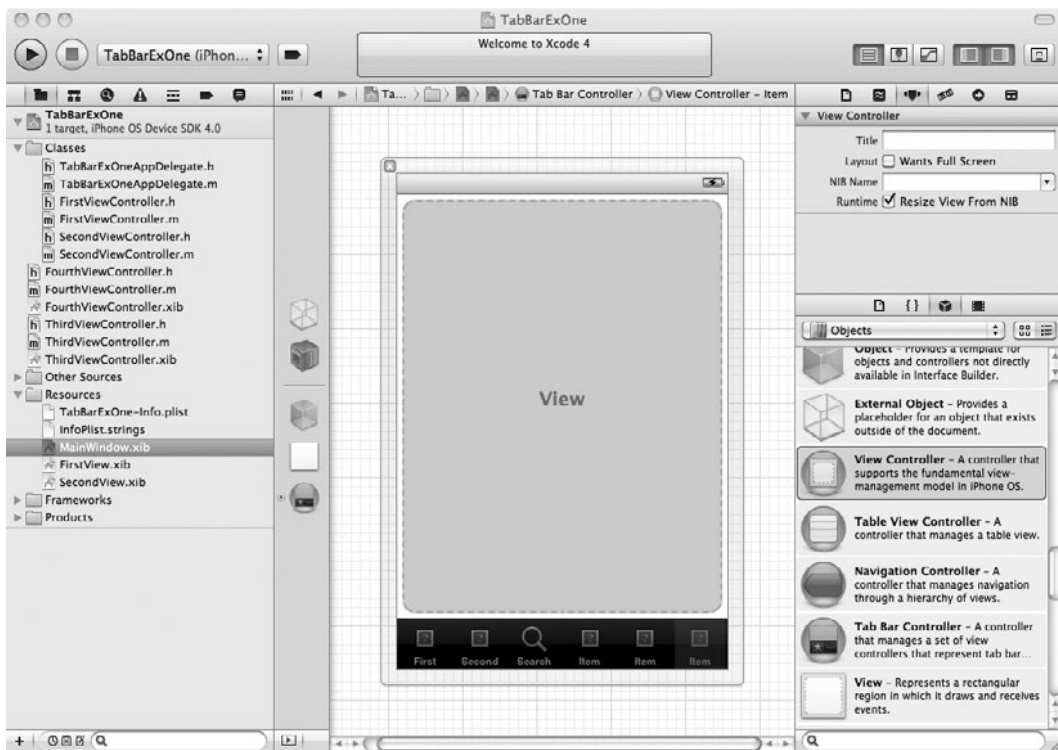 TabBarExOne
TabBarExOne (iPhon...
Welcome to Xcode 4
Ta... > Tab Bar Controller > View Controller - Item
TabBarExOne
1 target, iPhone OS Device SDK 4.0
Classes
h TabBarExOneAppDelegate.h
m TabBarExOneAppDelegate.m
h FirstViewController.h
m FirstViewController.m
h SecondViewController.h
m SecondViewController.m
h FourthViewController.h
m FourthViewController.m
FourthViewController.xib
h ThirdViewController.h
m ThirdViewController.m
ThirdViewController.xib
Other Sources
Resources
TabBarExOne-Info.plist
InfoPlist.strings
MainWindow.xib
FirstView.xib
SecondView.xib
Frameworks
Products
View
? ? ? ? ?
First Second Search Item Item Item
View Controller
Title
Layout Wants Full Screen
NIB Name
Runtime Resize View From NIB
{ }
Objects
Object - Provides a template for
objects and controllers not directly
available in Interface Builder.
External Object - Provides a
placeholder for an object that exists
outside of the document.
View Controller - A controller that
supports the fundamental view-
management model in iPhone OS.
Table View Controller - A
controller that manages a table view.
Navigation Controller - A
controller that manages navigation
through a hierarchy of views.
Tab Bar Controller - A controller
that manages a set of view
controllers that represent tab bar...
View - Represents a rectangular
region in which it draws and receives
events.